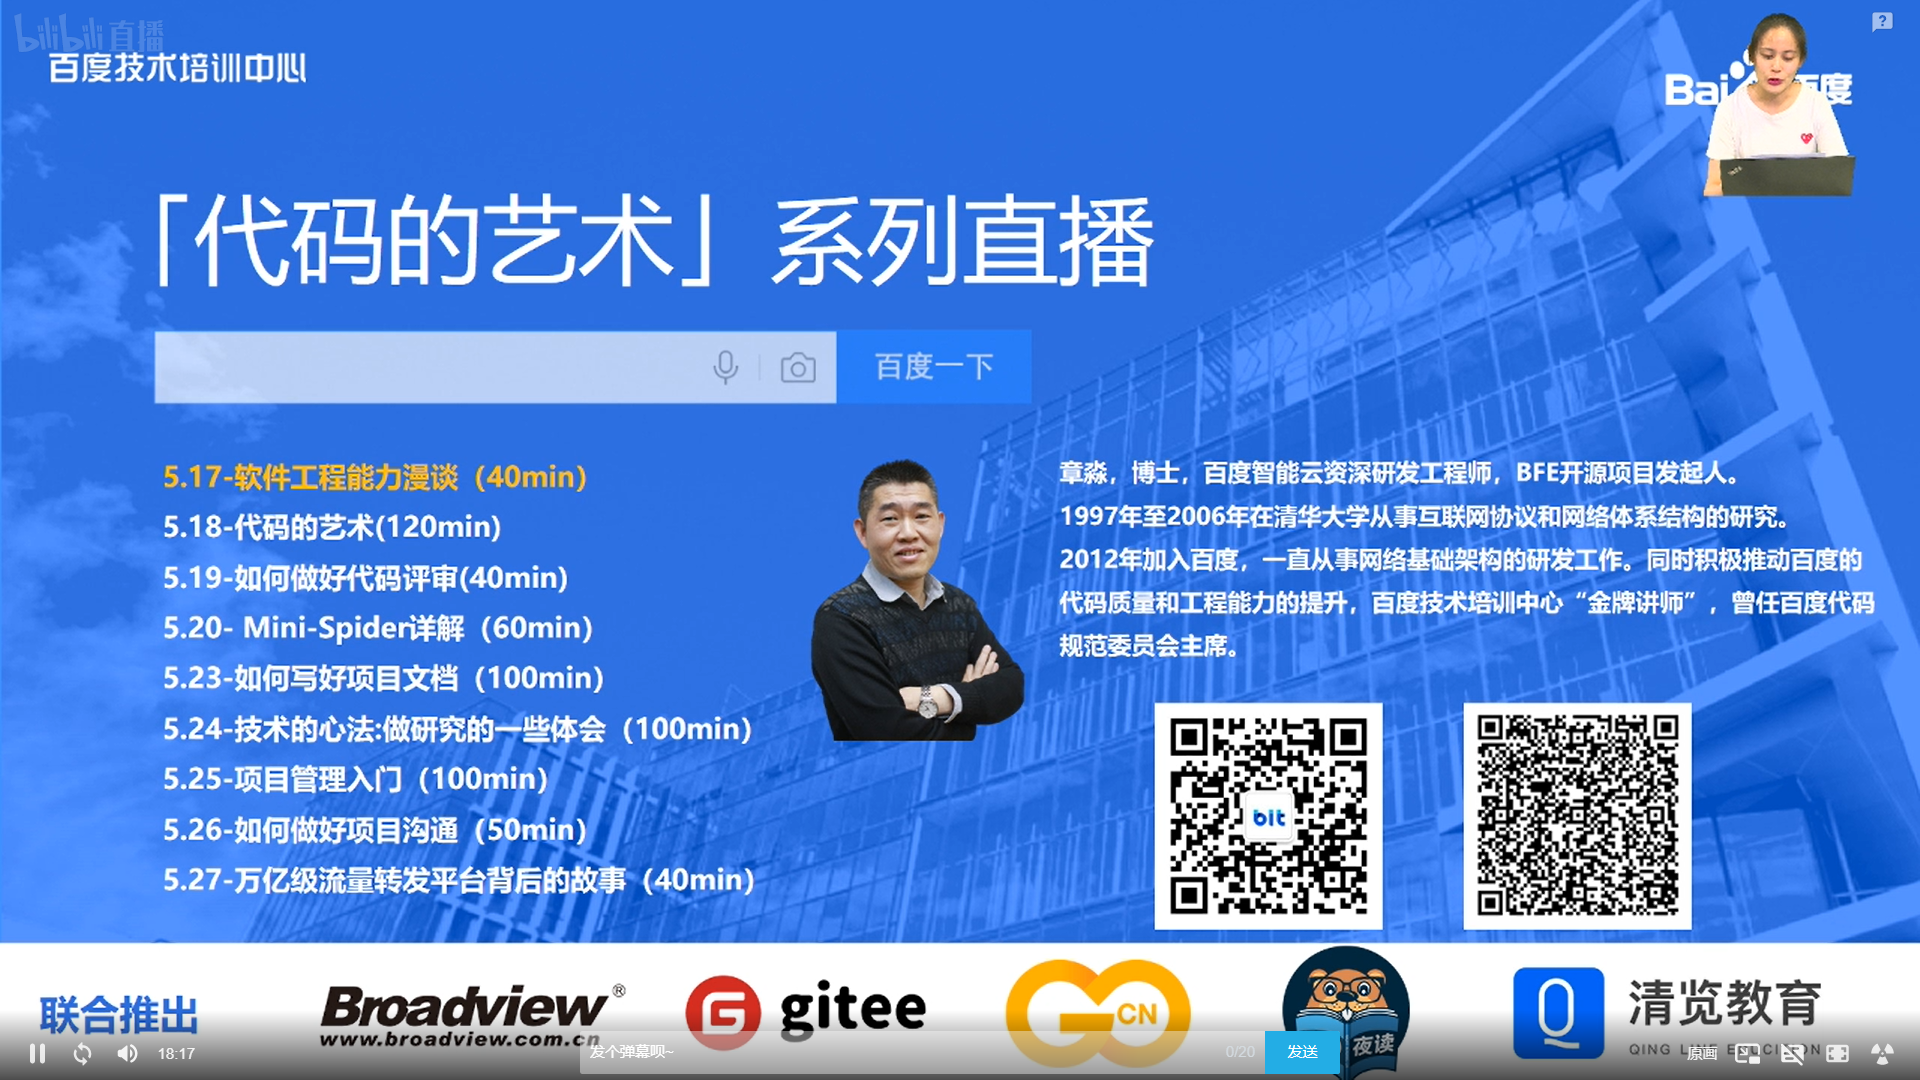 bilibili 直播
百度技术培训中心
Bai 百度
「代码的艺术」系列直播
百度一下
5.17-软件工程能力漫谈（40min）
5.18-代码的艺术(120min)
5.19-如何做好代码评审(40min)
5.20- Mini-Spider详解（60min）
5.23-如何写好项目文档（100min）
5.24-技术的心法:做研究的一些体会（100min）
5.25-项目管理入门（100min）
5.26-如何做好项目沟通（50min）
5.27-万亿级流量转发平台背后的故事（40min）
章淼，博士，百度智能云资深研发工程师，BFE开源项目发起人。
1997年至2006年在清华大学从事互联网协议和网络体系结构的研究。
2012年加入百度，一直从事网络基础架构的研发工作。同时积极推动百度的
代码质量和工程能力的提升，百度技术培训中心“金牌讲师”，曾任百度代码
规范委员会主席。
bit
联合推出
Broadview®
www.broadview.com.cn
G gitee
GO CN
夜读
清览教育
18:17
发个弹幕呗~
0/20
发送
原画